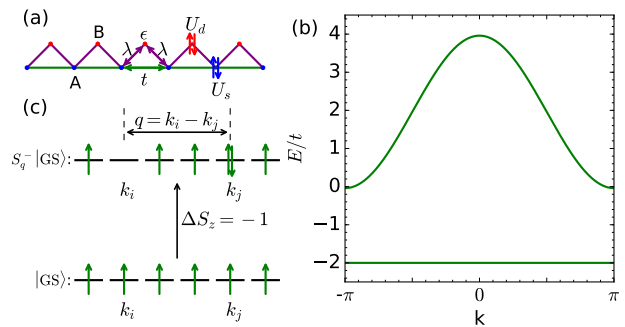 (a)
B
ϵ
U_d
λ
λ
A
t
U_s
(c)
q = k_i − k_j
S_q^−|GS⟩:
k_i
k_j
ΔS_z = −1
|GS⟩:
k_i
k_j
(b)
E/t
4
3
2
1
0
−1
−2
-π
0
π
k